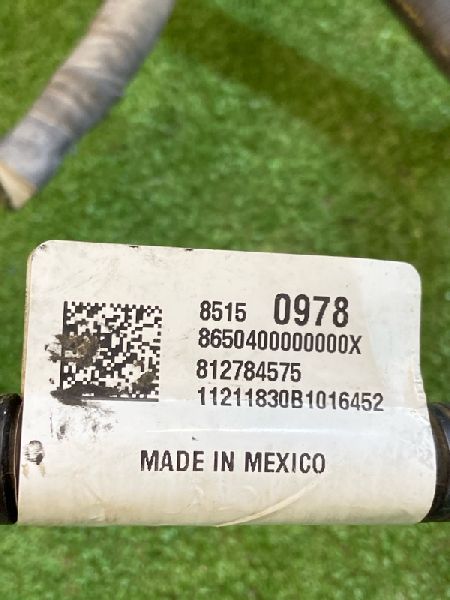 8515 0978
8650400000000X
812784575
11211830B1016452
MADE IN MEXICO